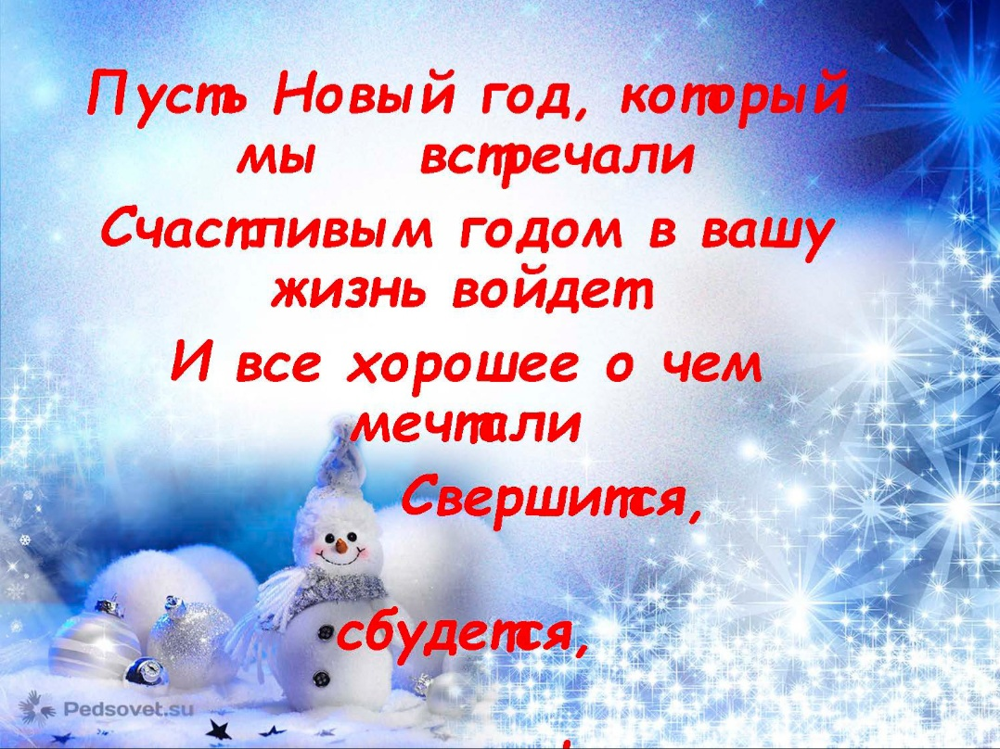 Пусть Новый год, который
мы встречали
Счастливым годом в вашу
жизнь войдет
И все хорошее о чем
мечтали
Свершится,
сбудется,
Pedsovet.su